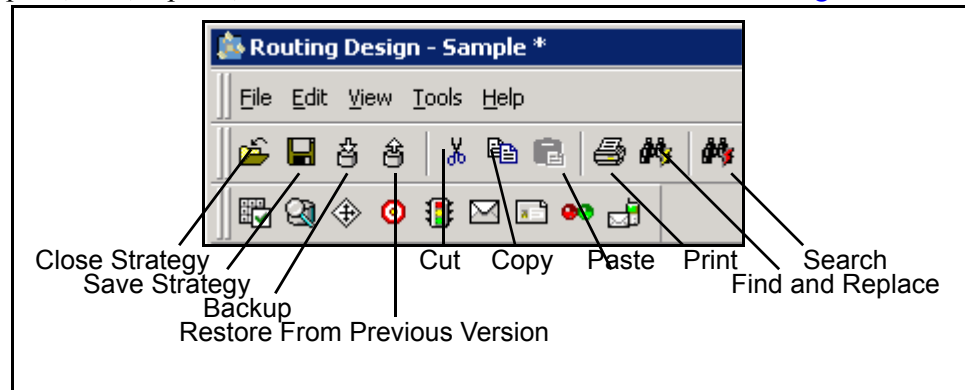 Routing Design - Sample *
File Edit View Tools Help
Close Strategy Cut Copy Paste Print Search
Save Strategy Find and Replace
Backup
Restore From Previous Version